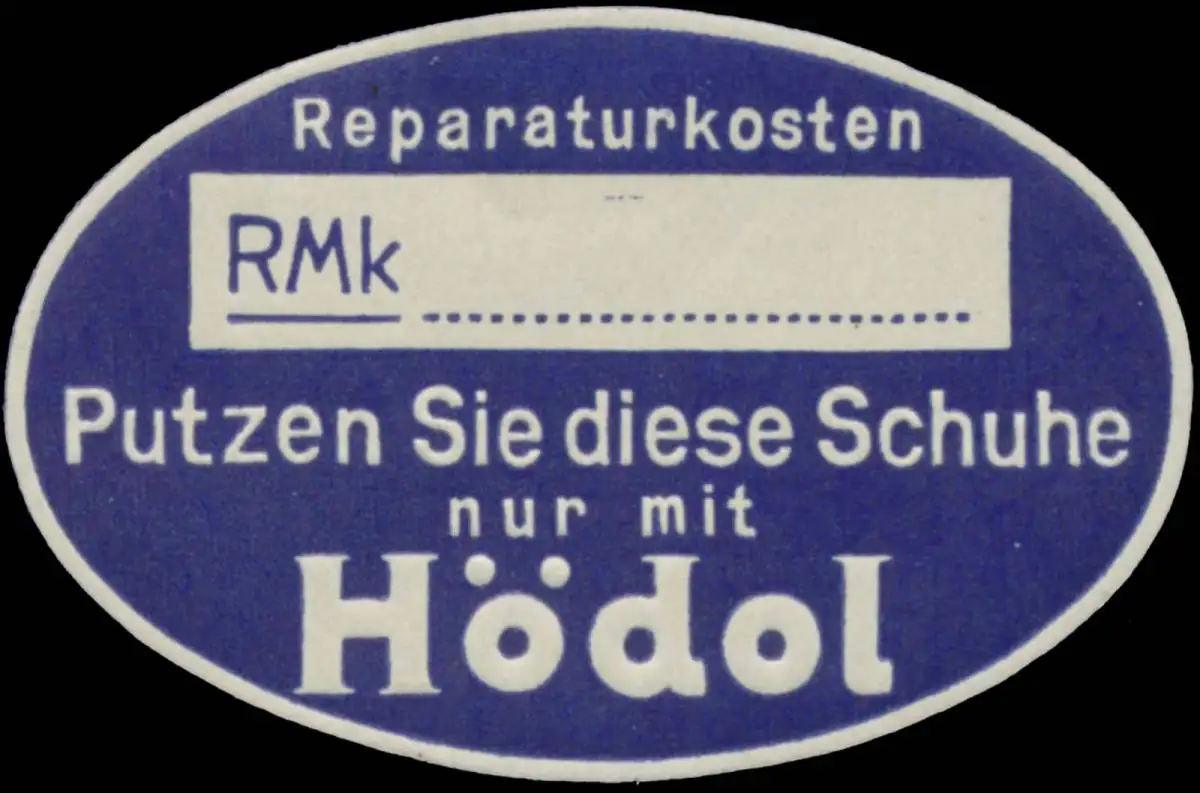 Reparaturkosten
RMk
Putzen Sie diese Schuhe
nur mit
Hödol